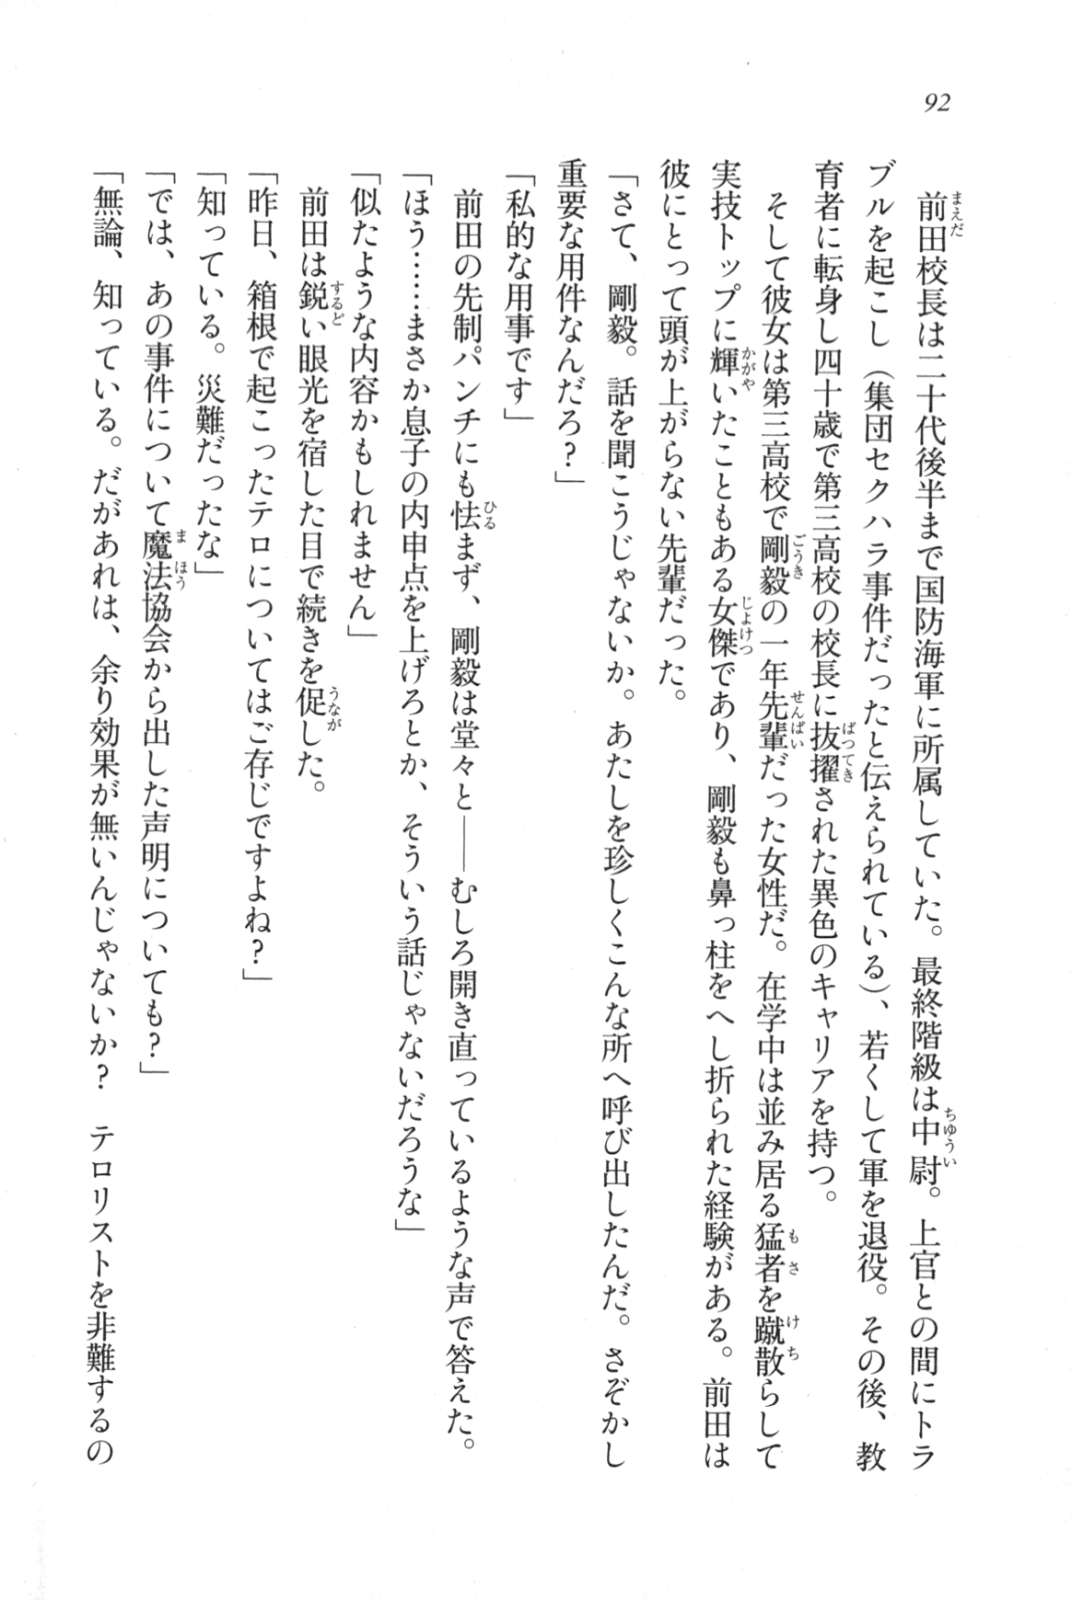 92
前田校長は二十代後半まで国防海軍に所属していた。最終階級は中尉。上官との間にトラ
ブルを起こし（集団セクハラ事件だったと伝えられている）、若くして軍を退役。その後、教
育者に転身し四十歳で第三高校の校長に抜擢された異色のキャリアを持つ。
そして彼女は第三高校で剛毅の一年先輩だった女性だ。在学中は並み居る猛者を蹴散らして
実技トップに輝いたこともある女傑であり、剛毅も鼻っ柱をへし折られた経験がある。前田は
彼にとって頭が上がらない先輩だった。
「さて、剛毅。話を聞こうじゃないか。あたしを珍しくこんな所へ呼び出したんだ。さぞかし
重要な用件なんだろ？」
「私的な用事です」
前田の先制パンチにも怯まず、剛毅は堂々と――むしろ開き直っているような声で答えた。
「ほう……まさか息子の内申点を上げろとか、そういう話じゃないだろうな」
「似たような内容かもしれません」
前田は鋭い眼光を宿した目で続きを促した。
「昨日、箱根で起こったテロについてはご存じですよね？」
「知っている。災難だったな」
「では、あの事件について魔法協会から出した声明についても？」
「無論、知っている。だがあれは、余り効果が無いんじゃないか？　テロリストを非難するの